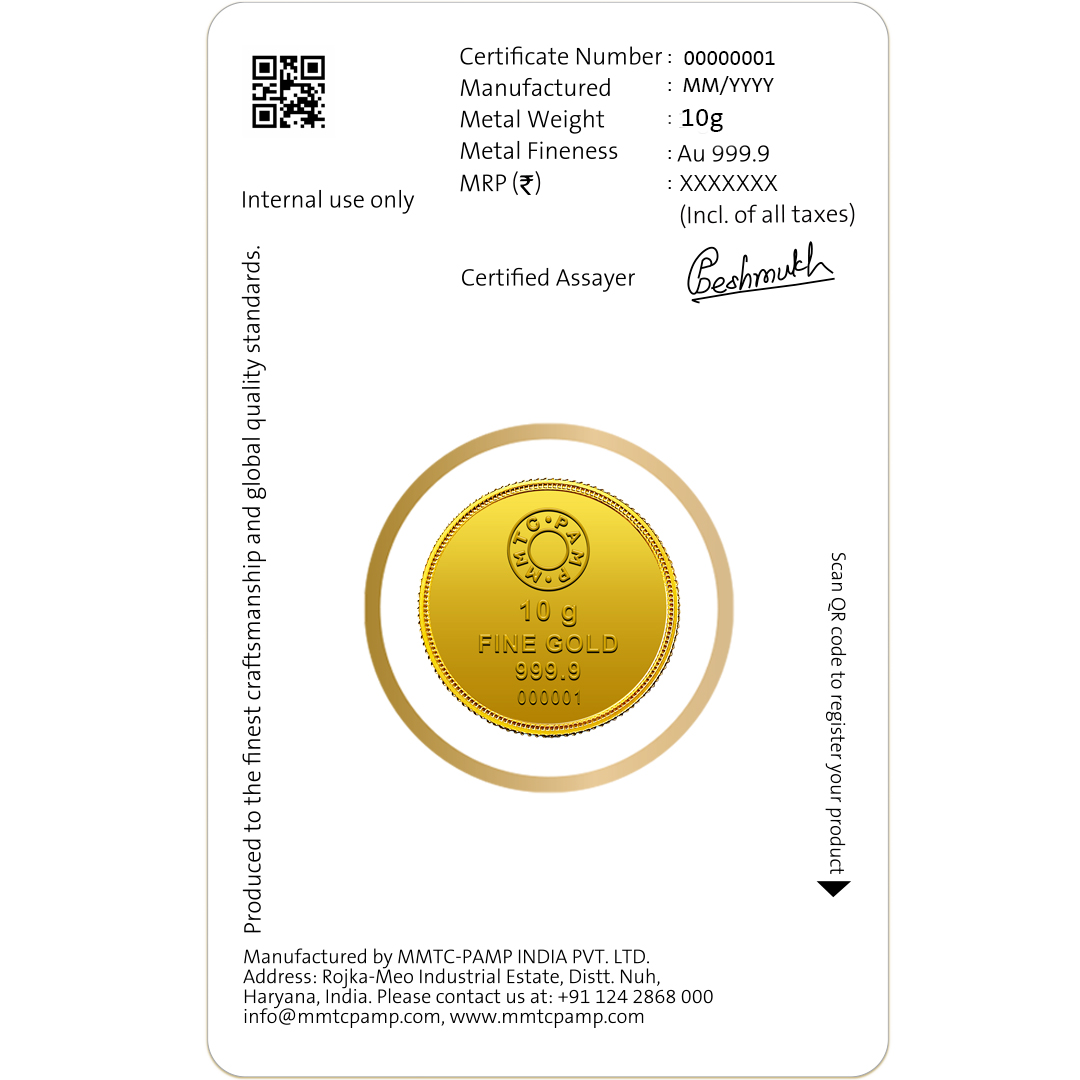 Certificate Number : 00000001
Manufactured : MM/YYYY
Metal Weight : 10g
Metal Fineness : Au 999.9
MRP (₹) : XXXXXXX
(Incl. of all taxes)
Internal use only
Certified Assayer
Beshmukh
Produced to the finest craftsmanship and global quality standards.
MMTC·PAMP·
10 g
FINE GOLD
999.9
000001
Scan QR code to register your product
Manufactured by MMTC-PAMP INDIA PVT. LTD.
Address: Rojka-Meo Industrial Estate, Distt. Nuh,
Haryana, India. Please contact us at: +91 124 2868 000
info@mmtcpamp.com, www.mmtcpamp.com